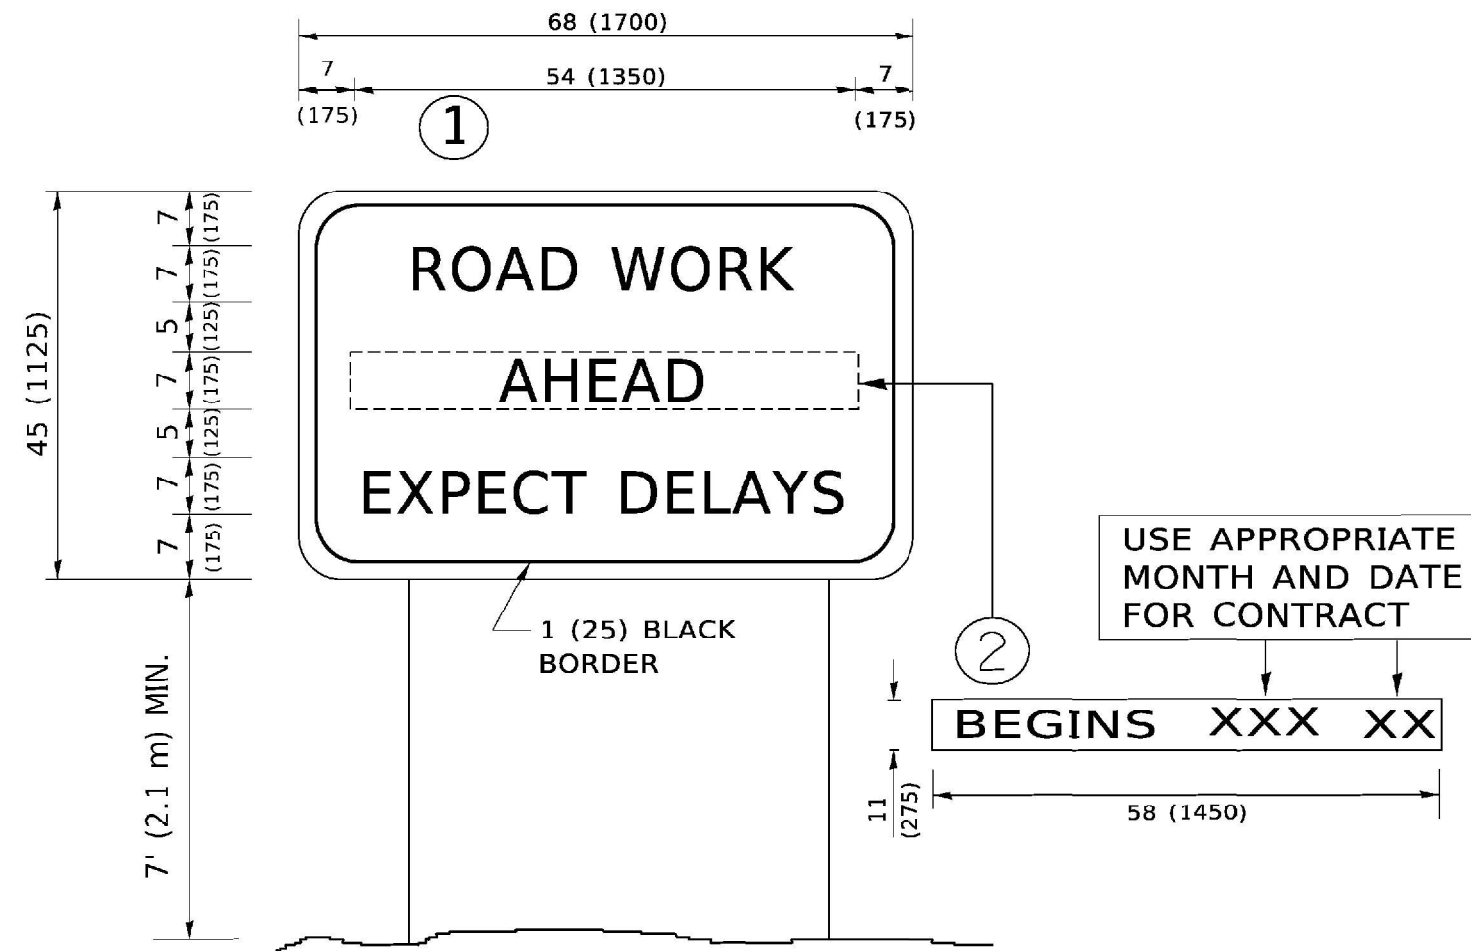 68 (1700)
7
54 (1350)
7
(175)
(175)
1
7
(175)
7
(175)
5
(125)
7
(175)
5
(125)
7
(175)
7
(175)
45 (1125)
ROAD WORK
AHEAD
EXPECT DELAYS
1 (25) BLACK
BORDER
7' (2.1 m) MIN.
2
USE APPROPRIATE
MONTH AND DATE
FOR CONTRACT
BEGINS XXX XX
11
(275)
58 (1450)